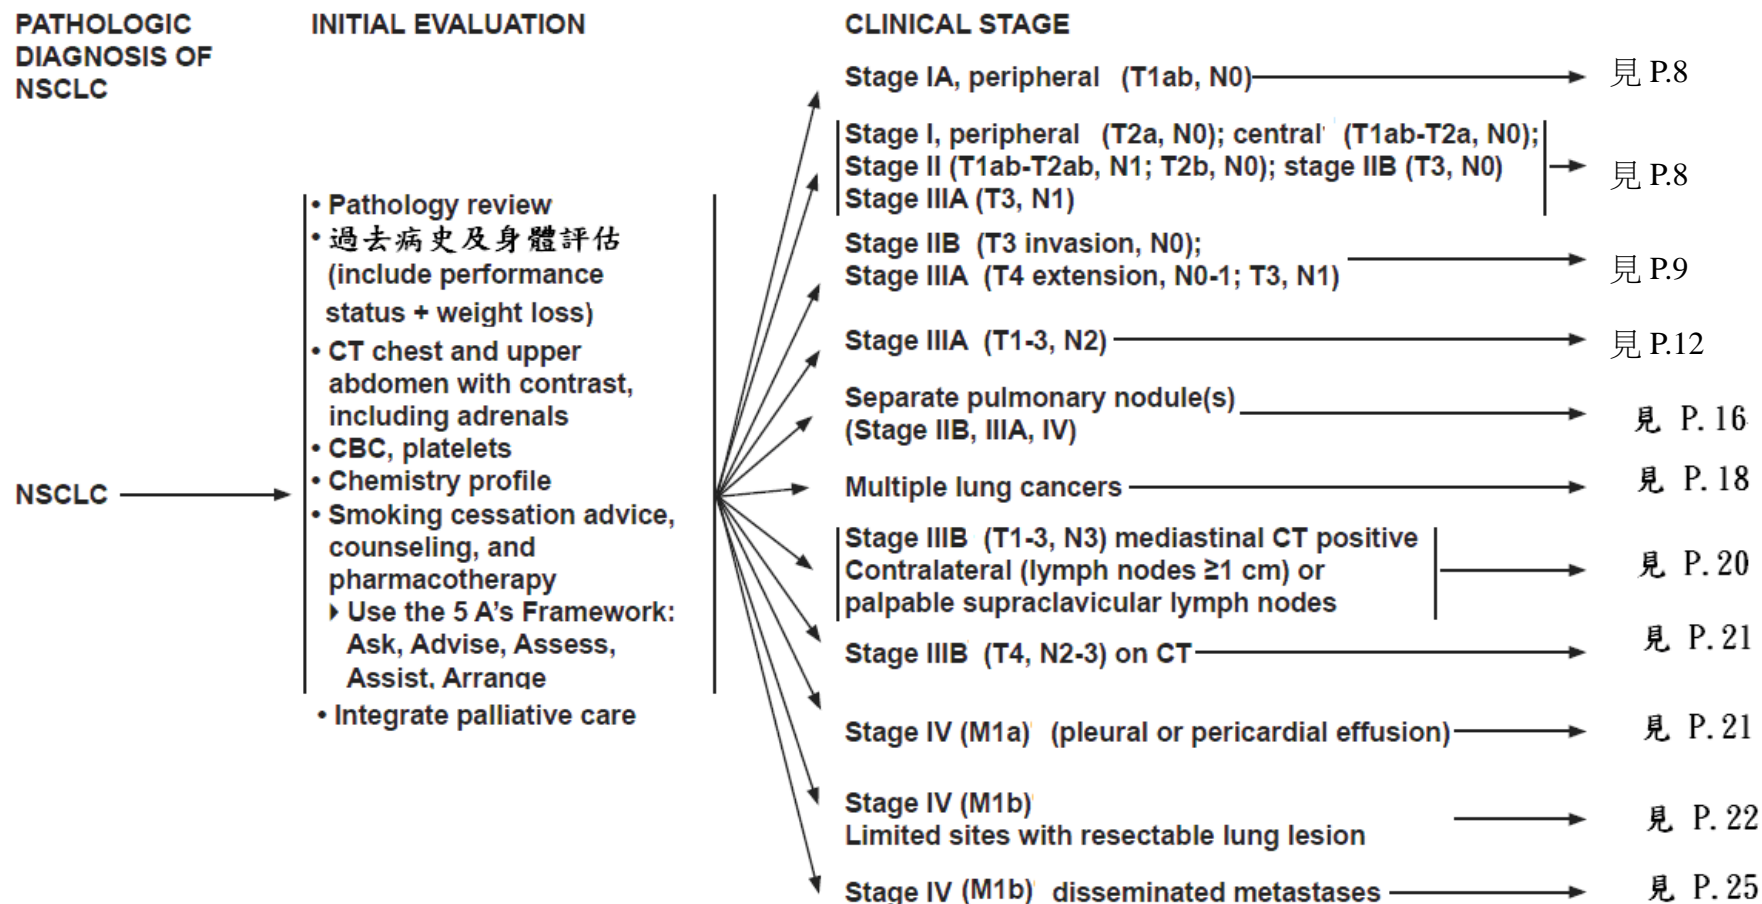 PATHOLOGIC
DIAGNOSIS OF
NSCLC
INITIAL EVALUATION
CLINICAL STAGE
NSCLC
• Pathology review
• 過去病史及身體評估
(include performance
status + weight loss)
• CT chest and upper
abdomen with contrast,
including adrenals
• CBC, platelets
• Chemistry profile
• Smoking cessation advice,
counseling, and
pharmacotherapy
Use the 5 A's Framework:
Ask, Advise, Assess,
Assist, Arrange
• Integrate palliative care
Stage IA, peripheral (T1ab, N0)
見 P.8
Stage I, peripheral (T2a, N0); central (T1ab-T2a, N0);
Stage II (T1ab-T2ab, N1; T2b, N0); stage IIB (T3, N0)
Stage IIIA (T3, N1)
見 P.8
Stage IIB (T3 invasion, N0);
Stage IIIA (T4 extension, N0-1; T3, N1)
見 P.9
Stage IIIA (T1-3, N2)
見 P.12
Separate pulmonary nodule(s)
(Stage IIB, IIIA, IV)
見 P.16
Multiple lung cancers
見 P.18
Stage IIIB (T1-3, N3) mediastinal CT positive
Contralateral (lymph nodes ≥1 cm) or
palpable supraclavicular lymph nodes
見 P.20
Stage IIIB (T4, N2-3) on CT
見 P.21
Stage IV (M1a) (pleural or pericardial effusion)
見 P.21
Stage IV (M1b)
Limited sites with resectable lung lesion
見 P.22
Stage IV (M1b) disseminated metastases
見 P.25